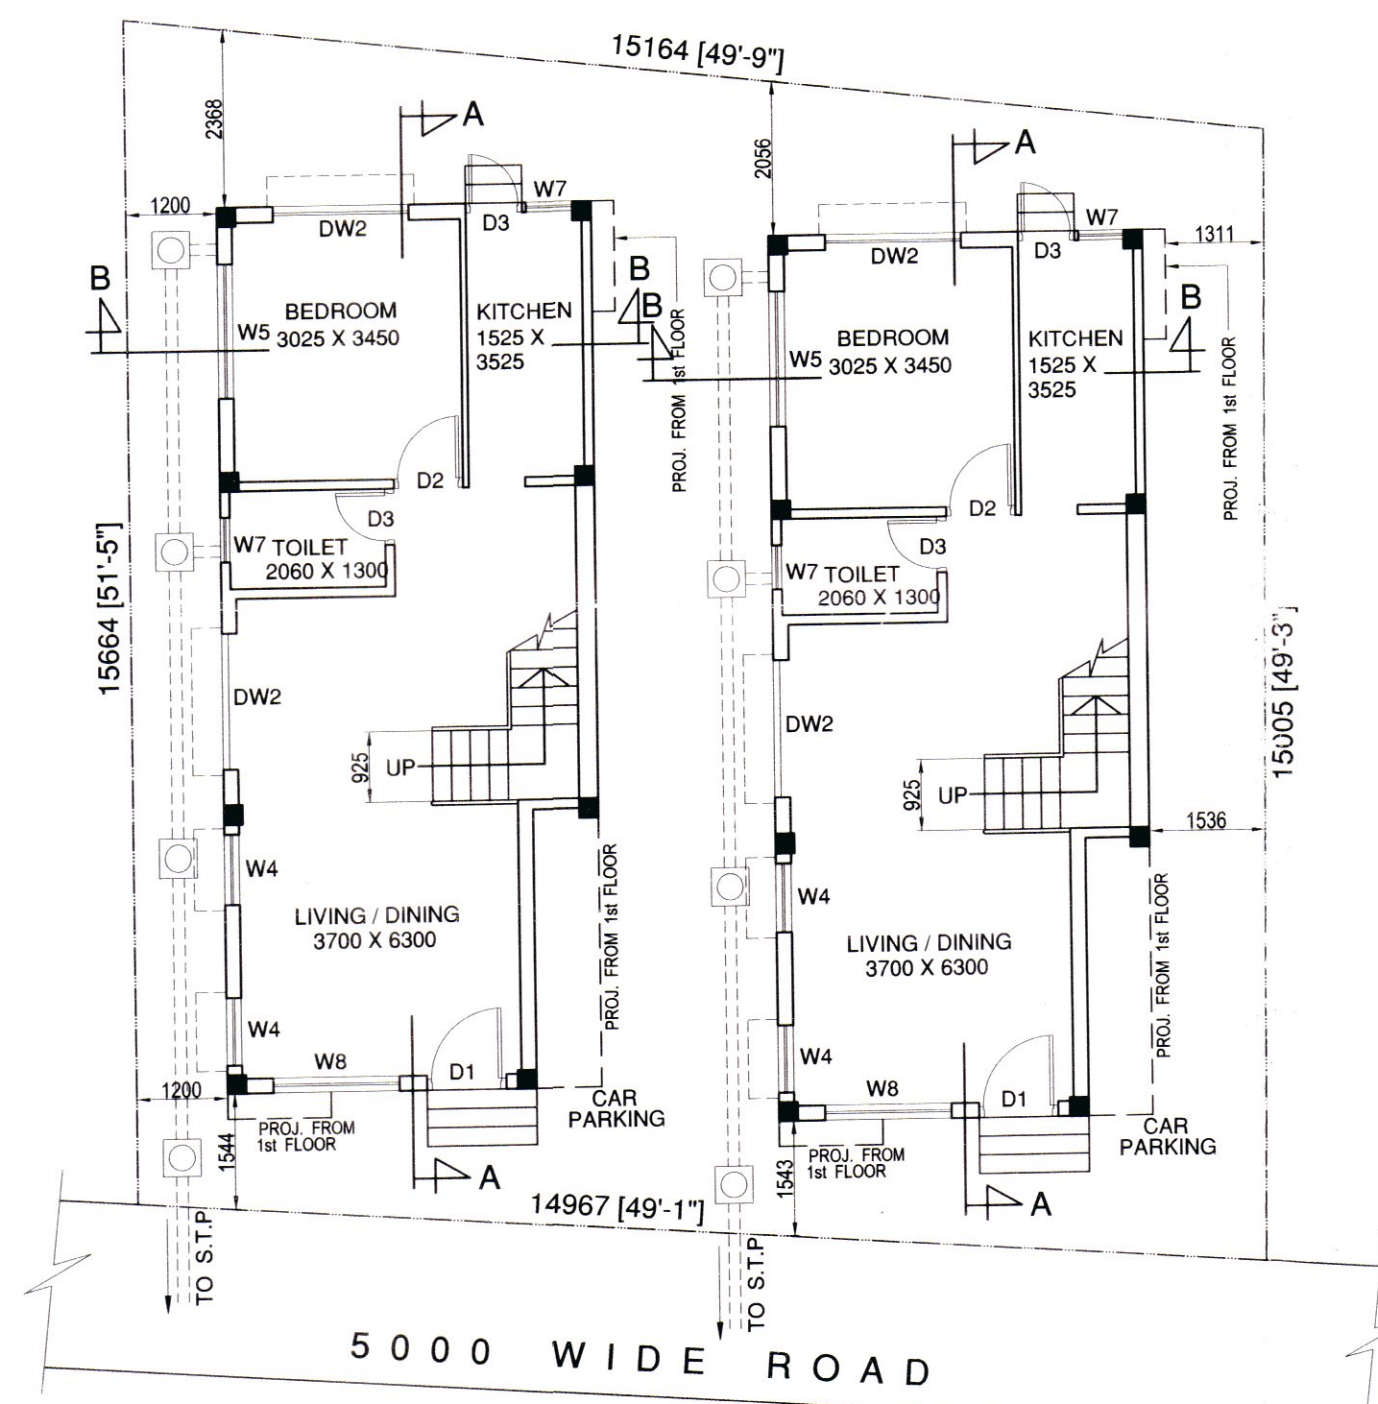 15164 [49'-9"]
2368
2056
A
A
1200
W7
DW2
D3
W7
1311
DW2
D3
B
B
B
B
BEDROOM
3025 X 3450
KITCHEN
1525 X
3525
W5
PROJ. FROM 1st FLOOR
BEDROOM
3025 X 3450
KITCHEN
1525 X
3525
W5
PROJ. FROM 1st FLOOR
D2
D3
D2
D3
W7
TOILET
2060 X 1300
W7
TOILET
2060 X 1300
15664 [51'-5"]
15005 [49'-3"]
DW2
DW2
925
UP
925
UP
1536
W4
W4
LIVING / DINING
3700 X 6300
PROJ. FROM 1st FLOOR
LIVING / DINING
3700 X 6300
PROJ. FROM 1st FLOOR
W4
W8
D1
W4
W8
D1
1200
CAR
PARKING
CAR
PARKING
PROJ. FROM
1st FLOOR
PROJ. FROM
1st FLOOR
1544
1543
A
A
14967 [49'-1"]
TO S.T.P
TO S.T.P
5000 WIDE ROAD